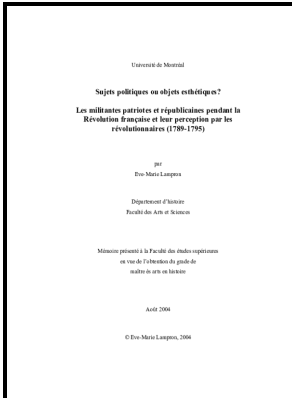 Université de Montréal
Sujets politiques ou objets esthétiques?
Les militantes patriotes et républicaines pendant la
Révolution française et leur perception par les
révolutionnaires (1789-1795)
par
Eve-Marie Lampron
Département d'histoire
Faculté des Arts et Sciences
Mémoire présenté à la Faculté des études supérieures
en vue de l'obtention du grade de
maître ès arts en histoire
Août 2004
© Eve-Marie Lampron, 2004